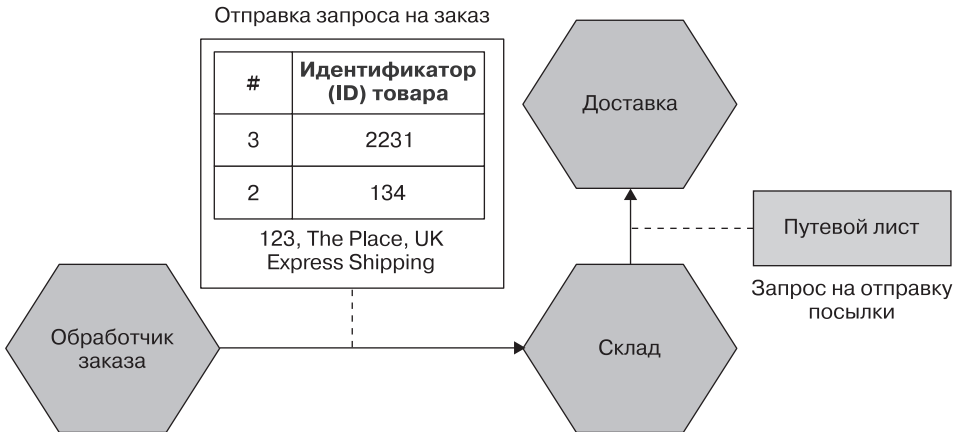 Отправка запроса на заказ
#
Идентификатор
(ID) товара
3
2231
2
134
123, The Place, UK
Express Shipping
Доставка
Путевой лист
Запрос на отправку
посылки
Обработчик
заказа
Склад